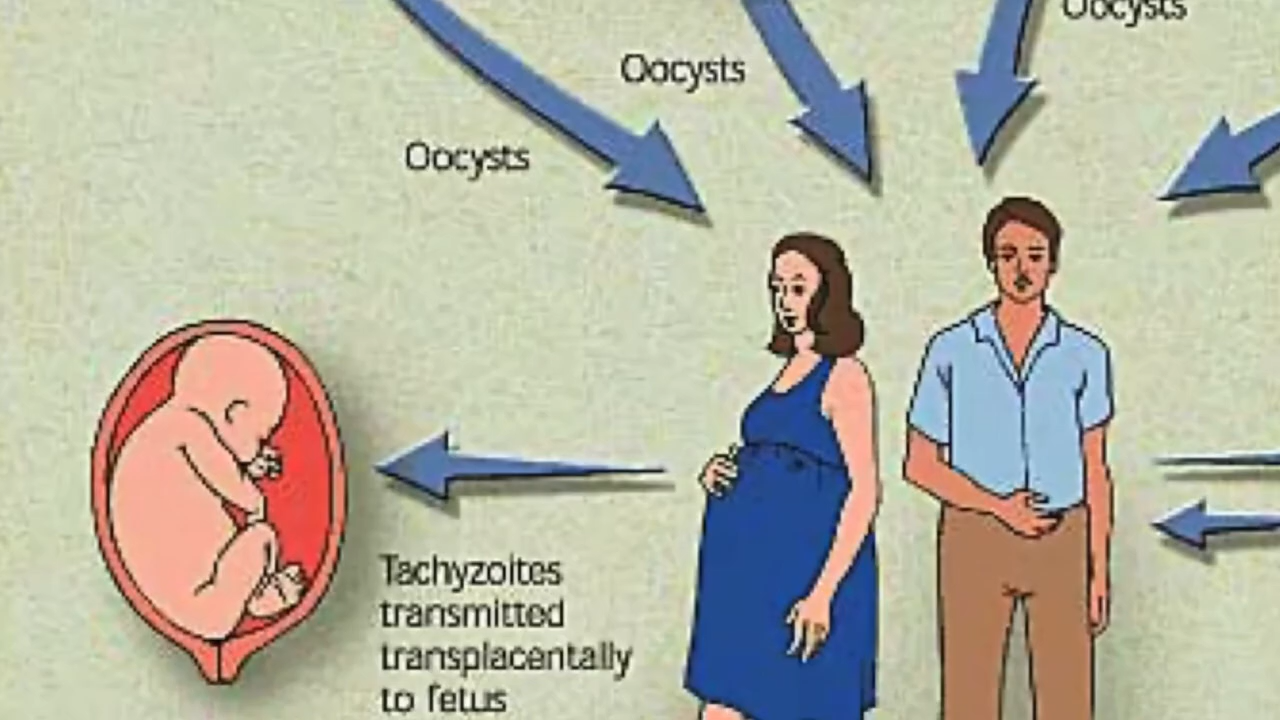 Oocysts
Oocysts
Oocysts
Tachyzoites
transmitted
transplacentally
to fetus